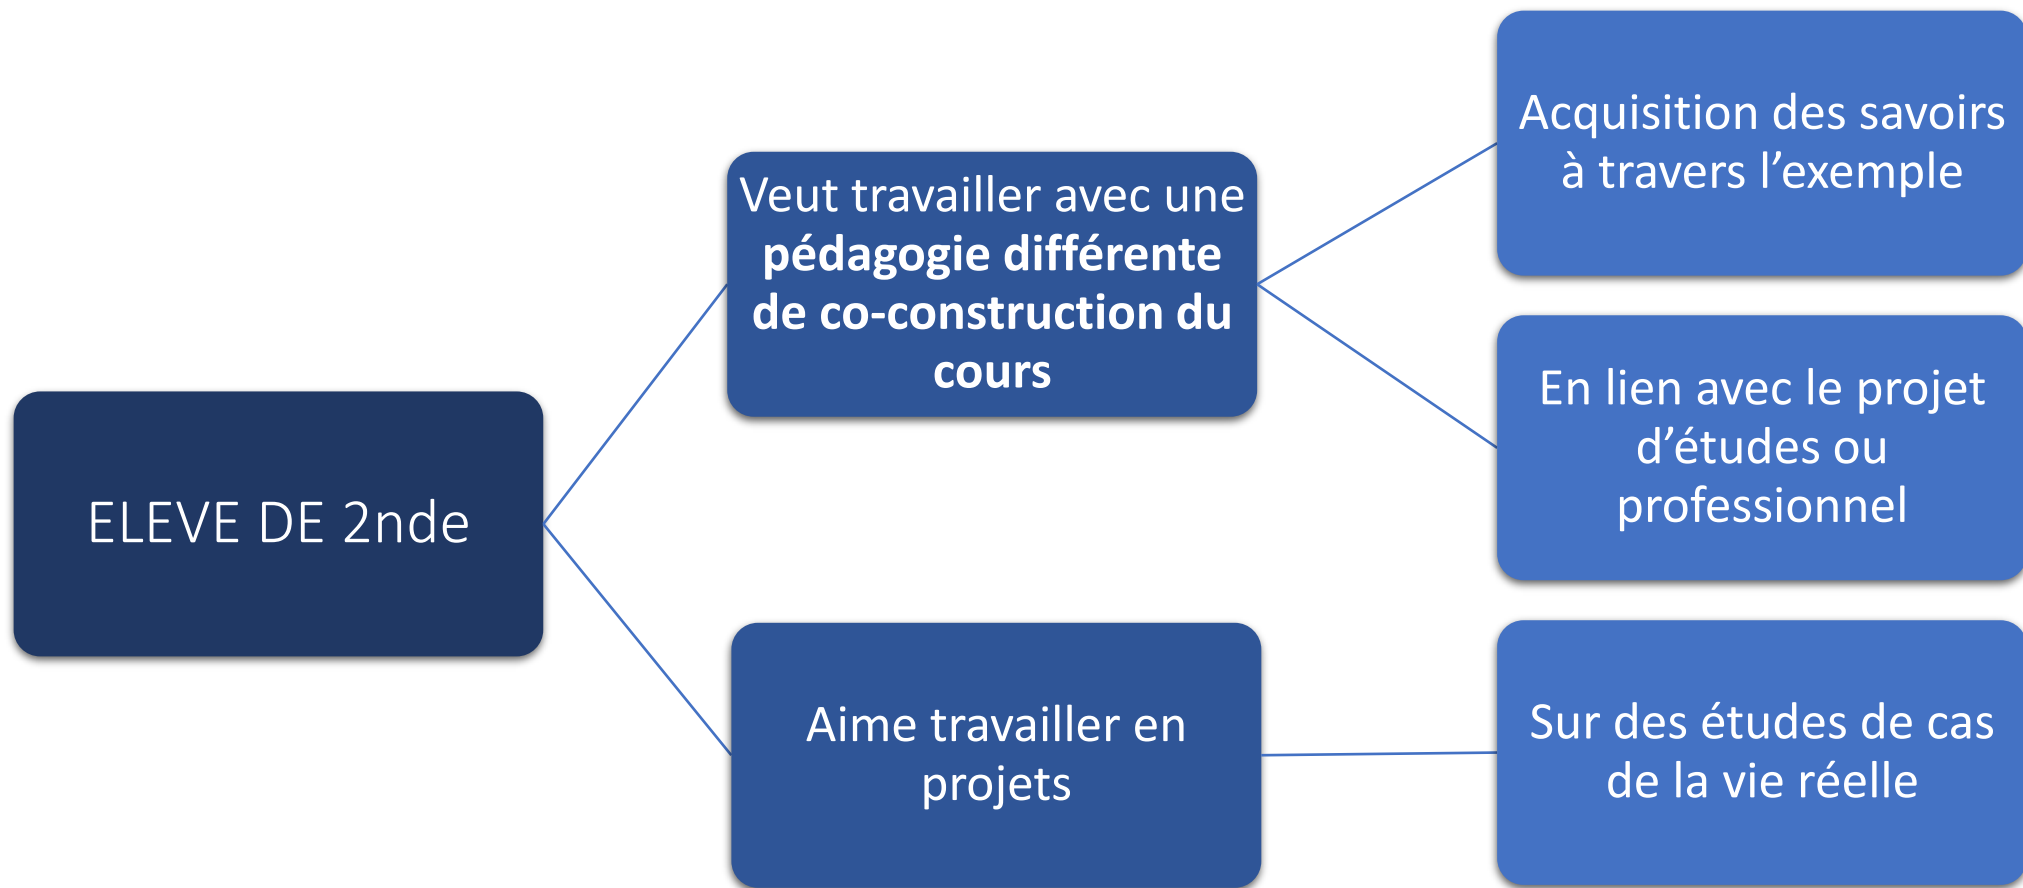 ELEVE DE 2nde
Veut travailler avec une
pédagogie différente
de co-construction du
cours
Acquisition des savoirs
à travers l’exemple
En lien avec le projet
d’études ou
professionnel
Aime travailler en
projets
Sur des études de cas
de la vie réelle